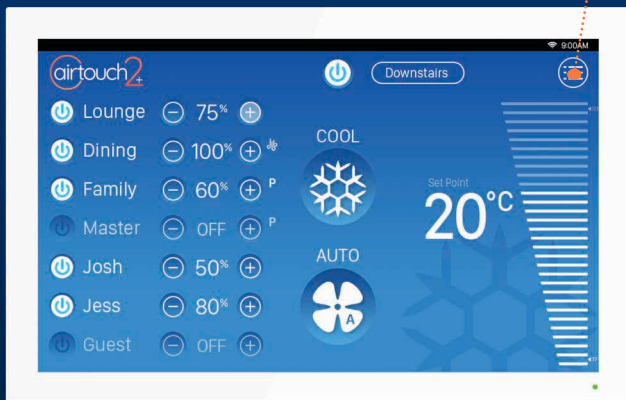 9:00AM
airtouch2+
Downstairs
Lounge 75%
Dining 100%
Family 60% P
Master OFF P
Josh 50%
Jess 80%
Guest OFF
COOL
AUTO
A
Set Point
20°C